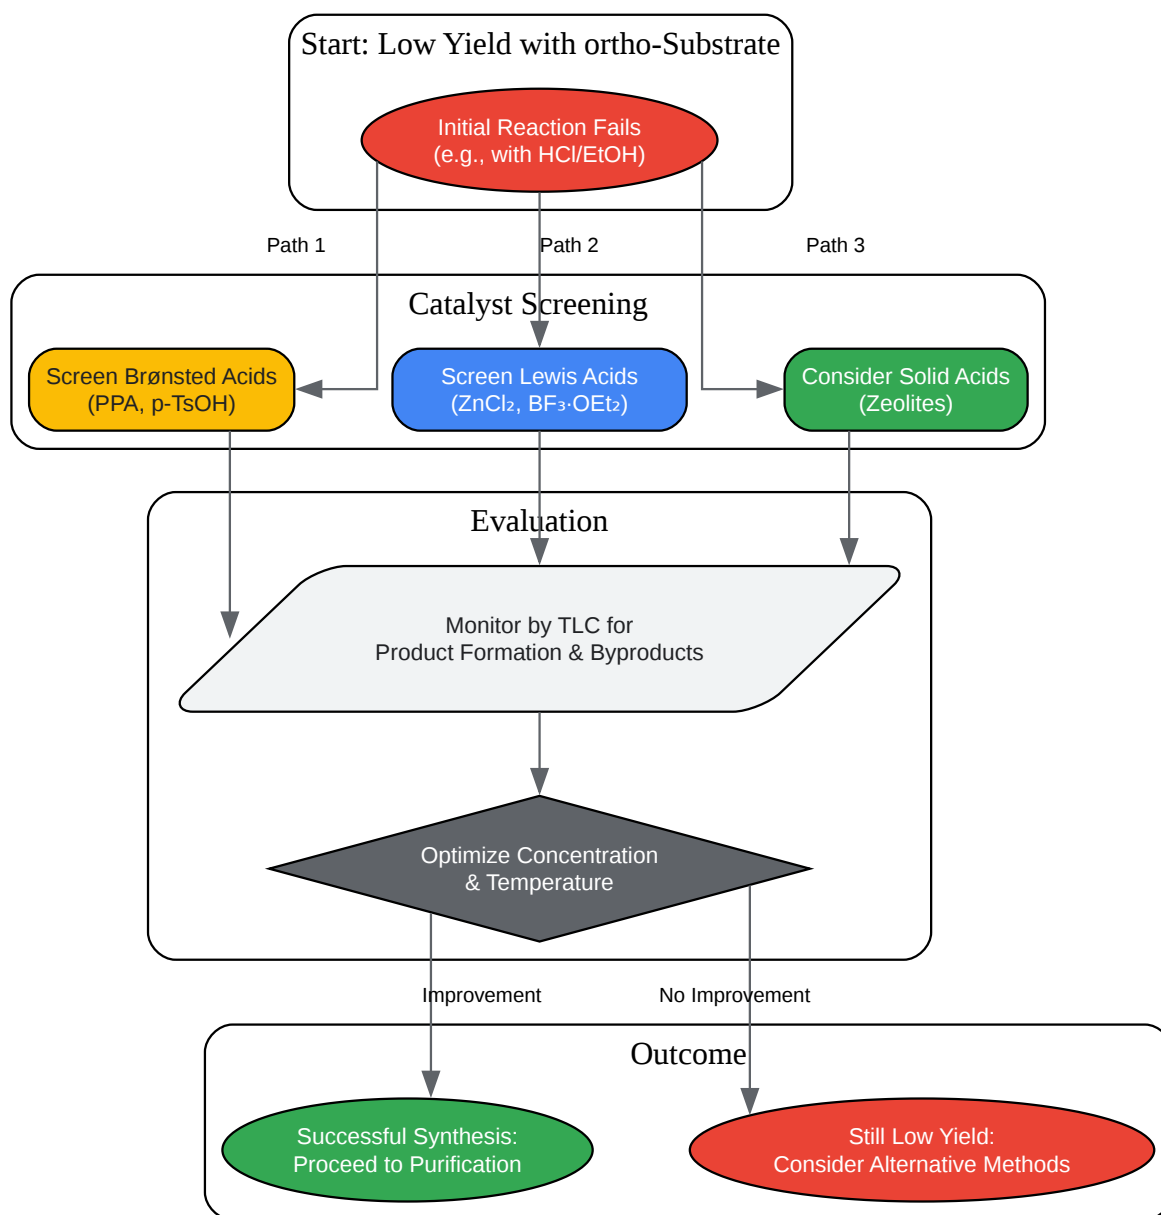 Start: Low Yield with ortho-Substrate
Initial Reaction Fails
(e.g., with HCl/EtOH)
Path 1
Path 2
Path 3
Catalyst Screening
Screen Brønsted Acids
(PPA, p-TsOH)
Screen Lewis Acids
(ZnCl₂, BF₃·OEt₂)
Consider Solid Acids
(Zeolites)
Evaluation
Monitor by TLC for
Product Formation & Byproducts
Optimize Concentration
& Temperature
Improvement
No Improvement
Outcome
Successful Synthesis:
Proceed to Purification
Still Low Yield:
Consider Alternative Methods